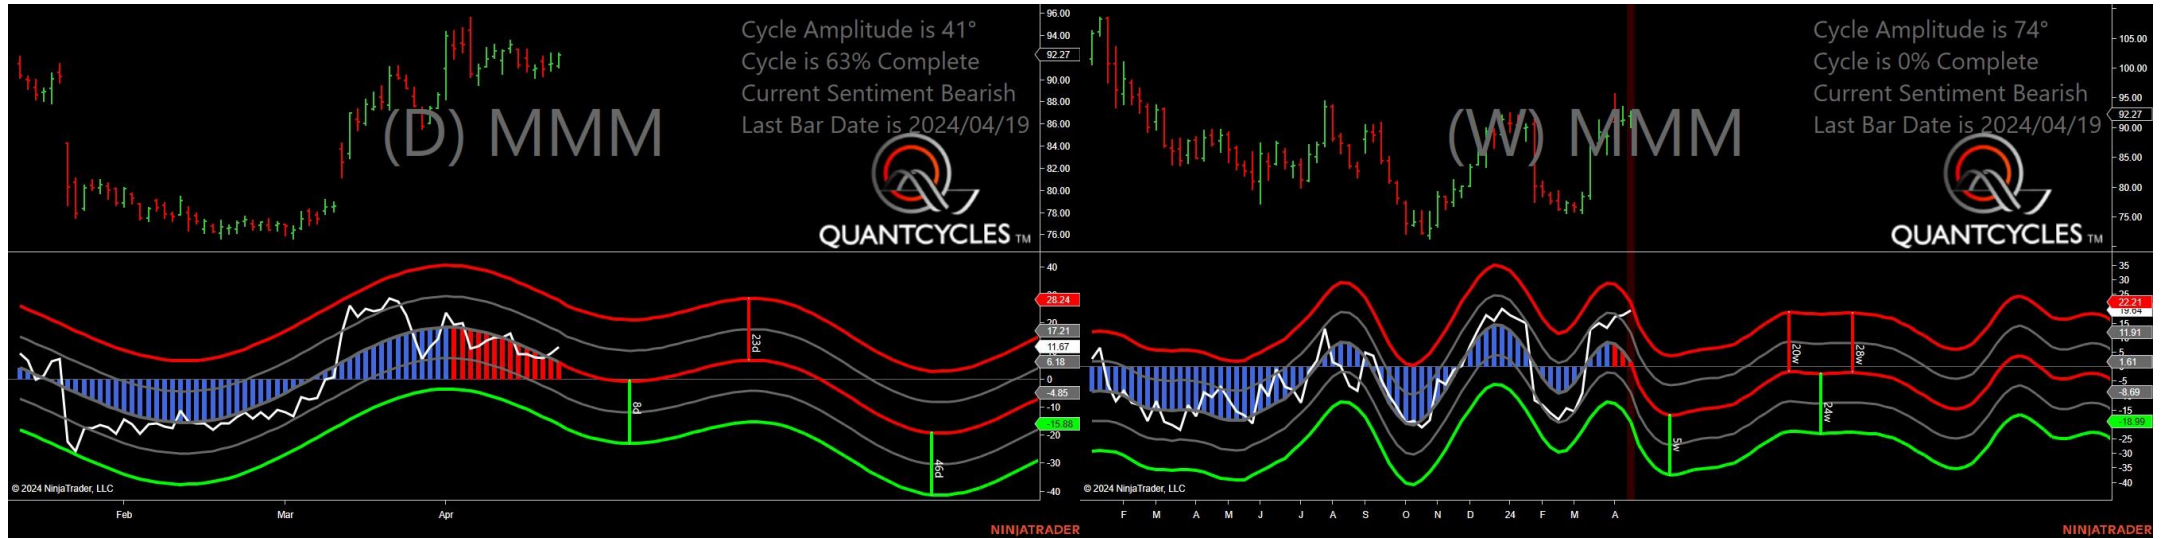 Cycle Amplitude is 41°
Cycle is 63% Complete
Current Sentiment Bearish
Last Bar Date is 2024/04/19
(D) MMM
QUANTCYCLES TM
96.00
94.00
92.27
90.00
88.00
86.00
84.00
82.00
80.00
78.00
76.00
40
28.24
20
17.21
11.67
6.18
0
-4.85
-10
-15.88
-20
-30
-40
23d
8d
46d
© 2024 NinjaTrader, LLC
Feb Mar Apr
NINJATRADER
Cycle Amplitude is 74°
Cycle is 0% Complete
Current Sentiment Bearish
Last Bar Date is 2024/04/19
(W) MMM
QUANTCYCLES TM
105.00
100.00
95.00
92.27
90.00
85.00
80.00
75.00
35
30
25
22.21
19.64
15
11.91
5
1.61
-5
-8.69
-15
-18.99
-25
-30
-35
-40
20w
28w
24w
5w
© 2024 NinjaTrader, LLC
F M A M J J A S O N D 24 F M A
NINJATRADER